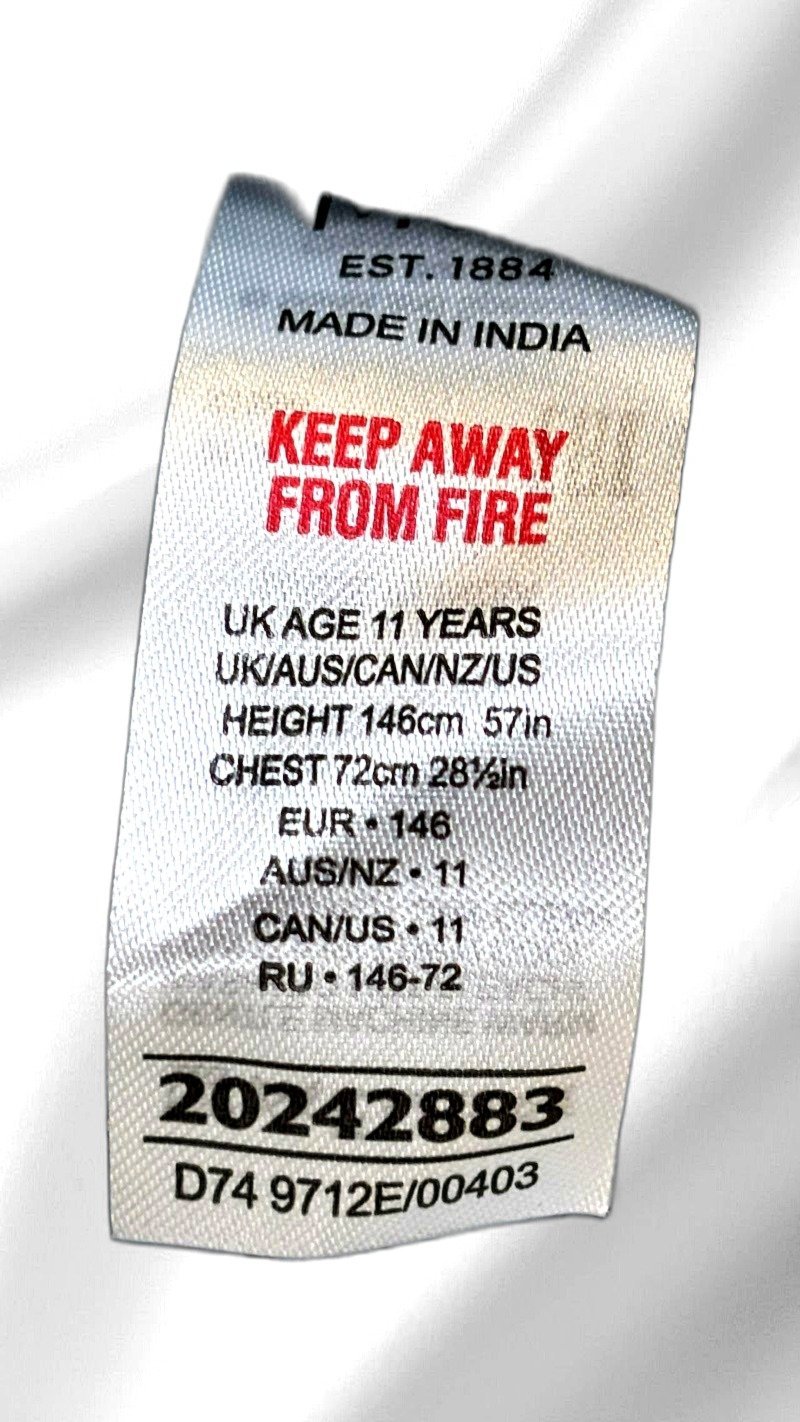 EST. 1884
MADE IN INDIA
KEEP AWAY
FROM FIRE
UK AGE 11 YEARS
UK/AUS/CAN/NZ/US
HEIGHT 146cm 57in
CHEST 72cm 28½in
EUR • 146
AUS/NZ • 11
CAN/US • 11
RU • 146-72
20242883
D74 9712E/00403